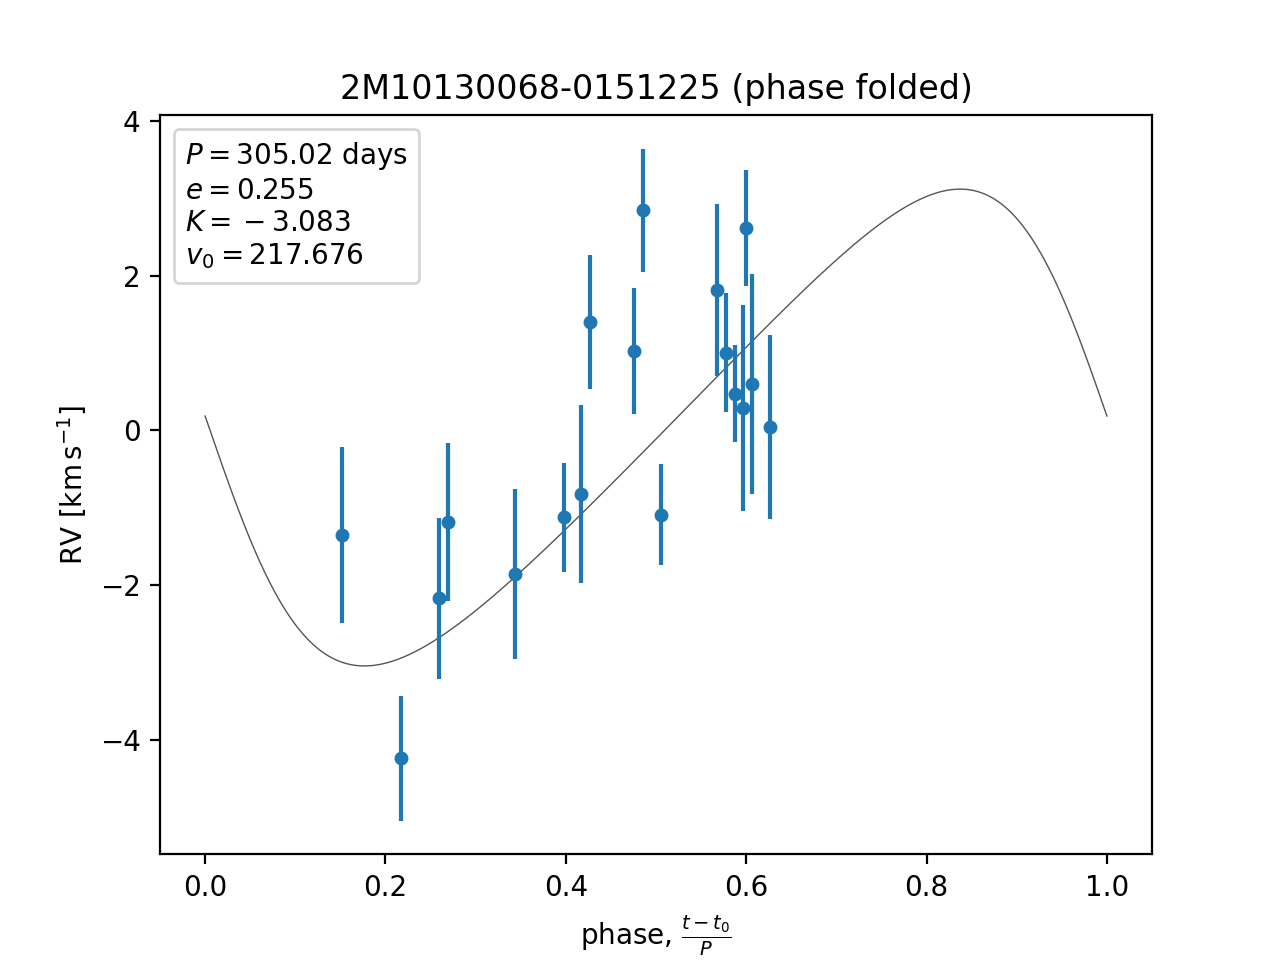 2M10130068-0151225 (phase folded)
P = 305.02 days
e = 0.255
K = −3.083
v₀ = 217.676
4
2
0
−2
−4
RV [km s⁻¹]
0.0 0.2 0.4 0.6 0.8 1.0
phase, (t − t₀)/P